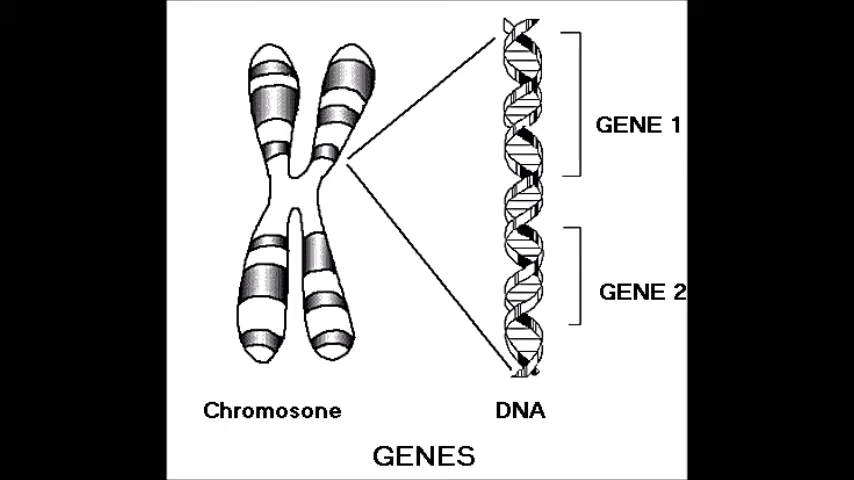 GENE 1
GENE 2
Chromosone
DNA
GENES